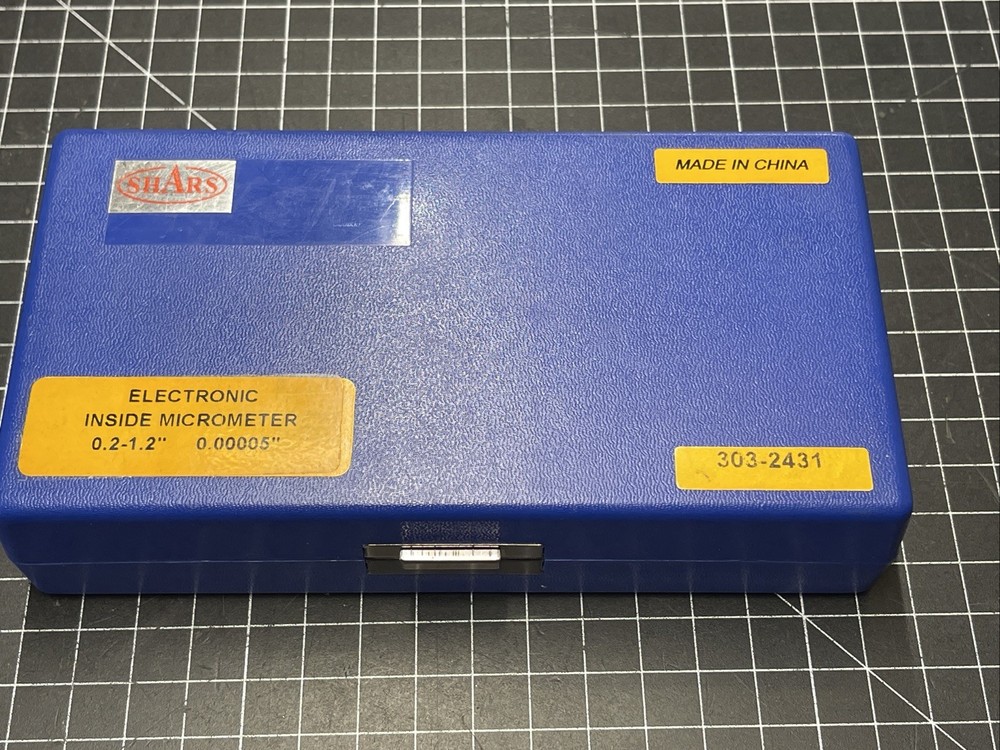 SHARS
MADE IN CHINA
ELECTRONIC
INSIDE MICROMETER
0.2-1.2" 0.00005"
303-2431